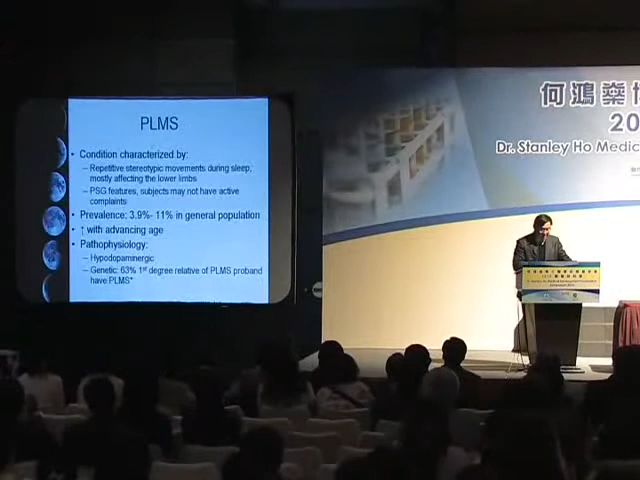 PLMS
• Condition characterized by:
– Repetitive stereotypic movements during sleep,
mostly affecting the lower limbs
– PSG features, subjects may not have active
complaints
• Prevalence: 3.9%- 11% in general population
• ↑ with advancing age
• Pathophysiology:
– Hypodopaminergic
– Genetic: 63% 1st degree relative of PLMS proband
have PLMS*
何鴻燊
20
Dr. Stanley Ho Medic